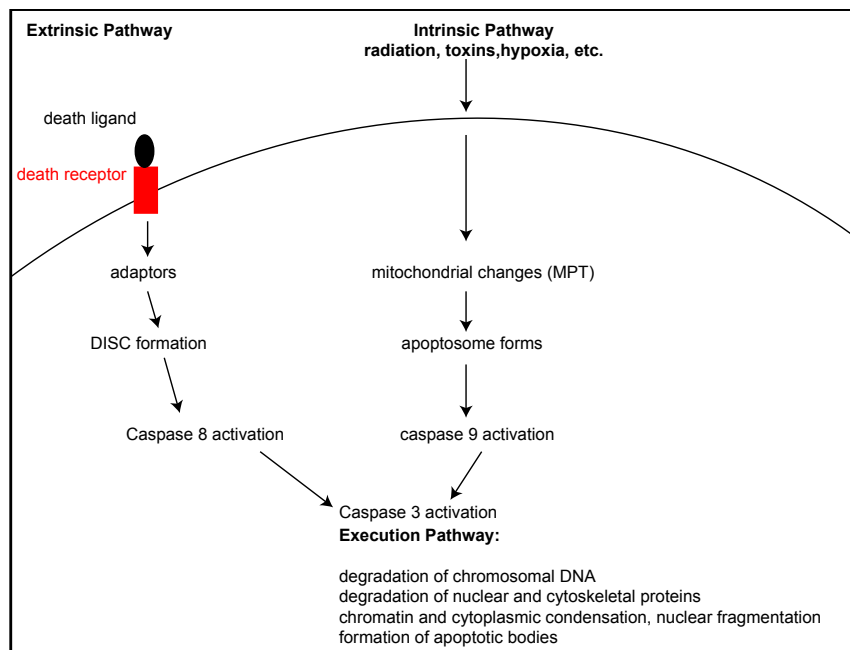 Extrinsic Pathway
Intrinsic Pathway
radiation, toxins,hypoxia, etc.
death ligand
death receptor
adaptors
mitochondrial changes (MPT)
DISC formation
apoptosome forms
Caspase 8 activation
caspase 9 activation
Caspase 3 activation
Execution Pathway:
degradation of chromosomal DNA
degradation of nuclear and cytoskeletal proteins
chromatin and cytoplasmic condensation, nuclear fragmentation
formation of apoptotic bodies